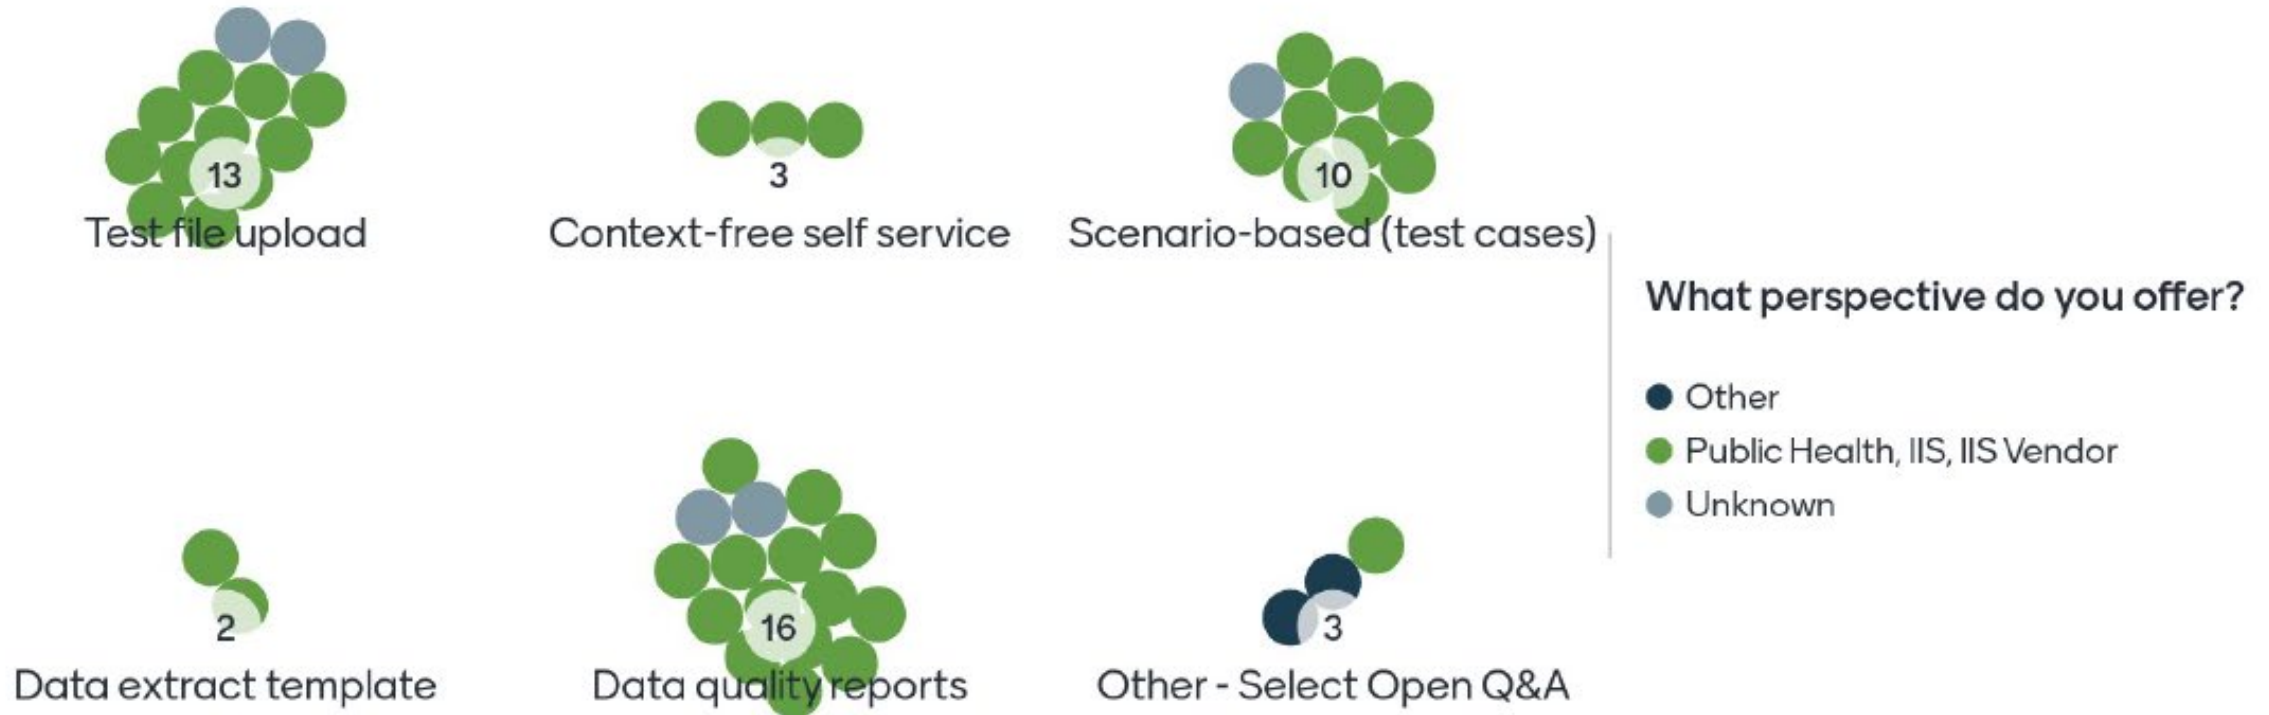 13
Test file upload
3
Context-free self service
10
Scenario-based (test cases)
2
Data extract template
16
Data quality reports
3
Other - Select Open Q&A
What perspective do you offer?
Other
Public Health, IIS, IIS Vendor
Unknown